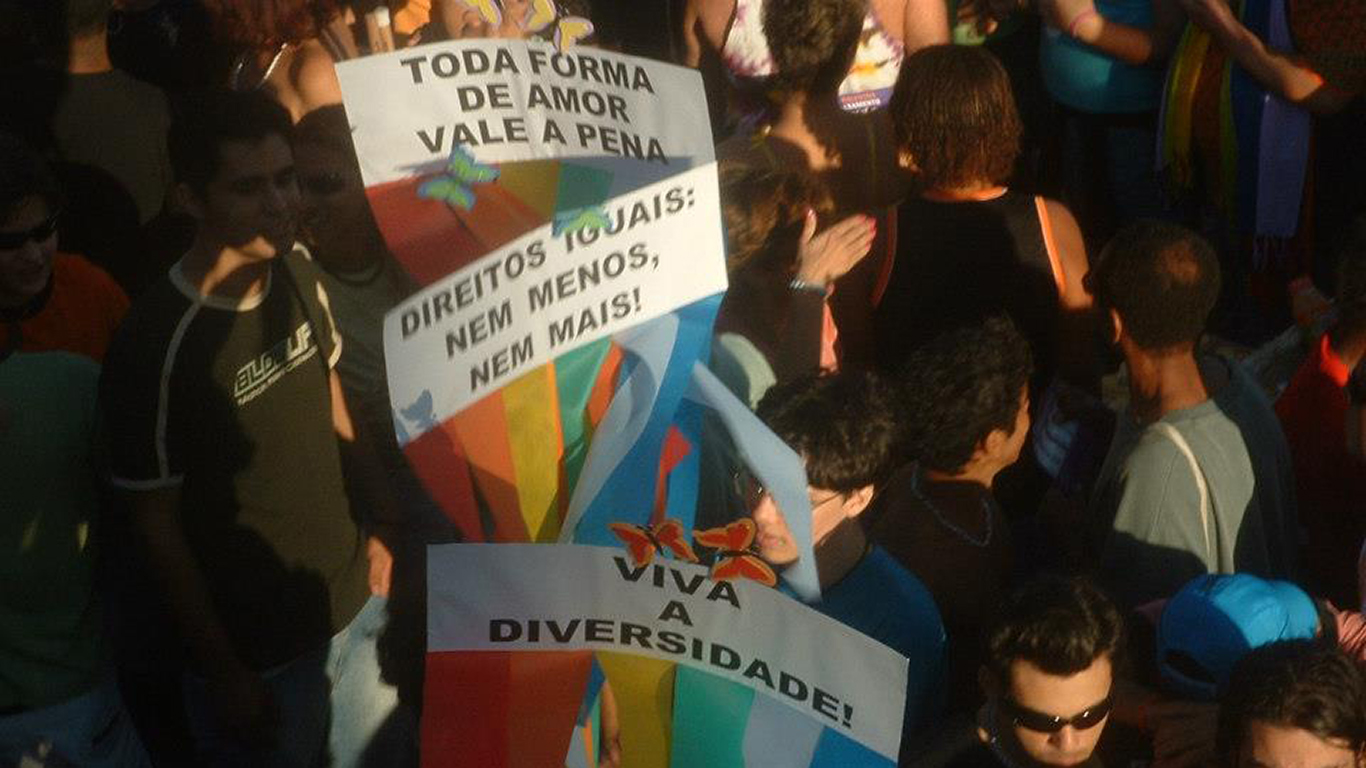 TODA FORMA
DE AMOR
VALE A PENA
DIREITOS IGUAIS:
NEM MENOS,
NEM MAIS!
VIVA
A
DIVERSIDADE!